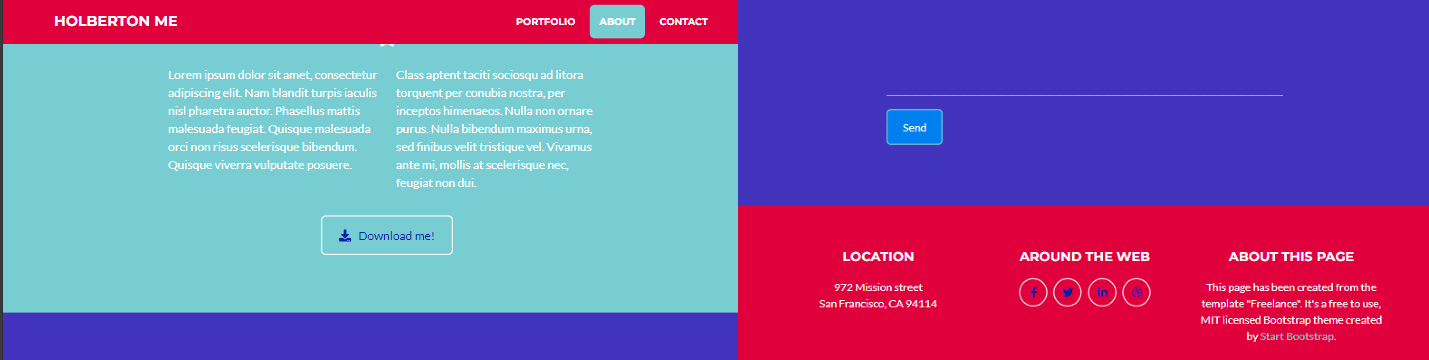 HOLBERTON ME
PORTFOLIO
ABOUT
CONTACT
Lorem ipsum dolor sit amet, consectetur
adipiscing elit. Nam blandit turpis iaculis
nisl pharetra auctor. Phasellus mattis
malesuada feugiat. Quisque malesuada
orci non risus scelerisque bibendum.
Quisque viverra vulputate posuere.
Class aptent taciti sociosqu ad litora
torquent per conubia nostra, per
inceptos himenaeos. Nulla non ornare
purus. Nulla bibendum maximus urna,
sed finibus velit tristique vel. Vivamus
ante mi, mollis at scelerisque nec,
feugiat non dui.
Download me!
Send
LOCATION
972 Mission street
San Francisco, CA 94114
AROUND THE WEB
ABOUT THIS PAGE
This page has been created from the
template "Freelance". It's a free to use,
MIT licensed Bootstrap theme created
by Start Bootstrap.